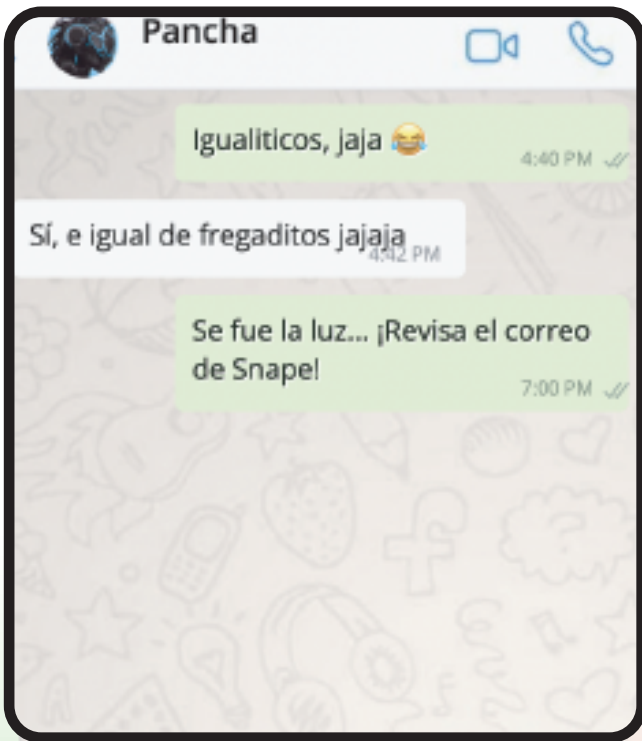 Pancha
Igualiticos, jaja 😂
4:40 PM
Sí, e igual de fregaditos jajaja
4:42 PM
Se fue la luz... ¡Revisa el correo
de Snape!
7:00 PM